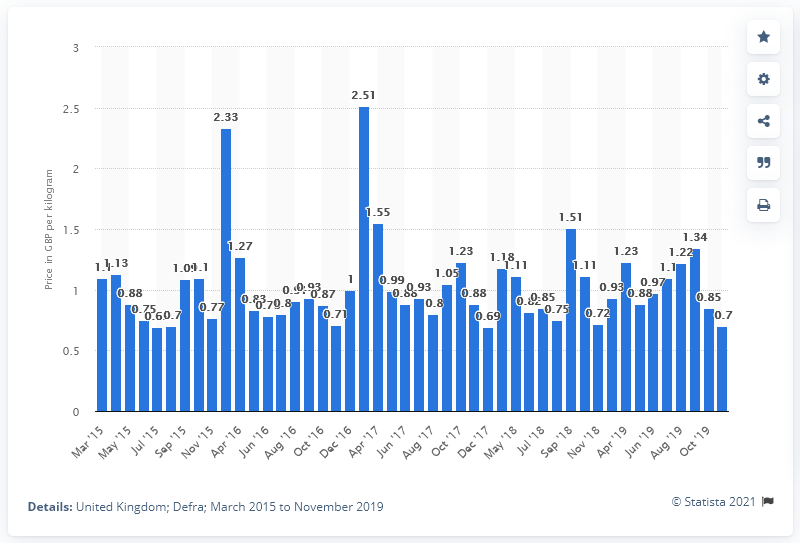 3
2.5
2
1.5
1
0.5
0
Price in GBP per kilogram
1.13
0.88
1.1
0.77
2.33
1.27
0.83
0.8
0.93
0.87
0.71
1
2.51
1.55
0.99
0.88
0.93
0.8
1.05
1.23
0.88
0.69
1.18
1.11
0.82
0.85
0.75
1.51
1.11
0.72
0.93
1.23
0.88
0.97
1.1
1.22
1.34
0.85
0.7
Mar '15
May '15
Jul '15
Sep '15
Nov '15
Apr '16
Jun '16
Aug '16
Oct '16
Dec '16
Apr '17
Jun '17
Aug '17
Oct '17
Dec '17
May '18
Jul '18
Sep '18
Nov '18
Apr '19
Jun '19
Aug '19
Oct '19
Details: United Kingdom; Defra; March 2015 to November 2019
© Statista 2021